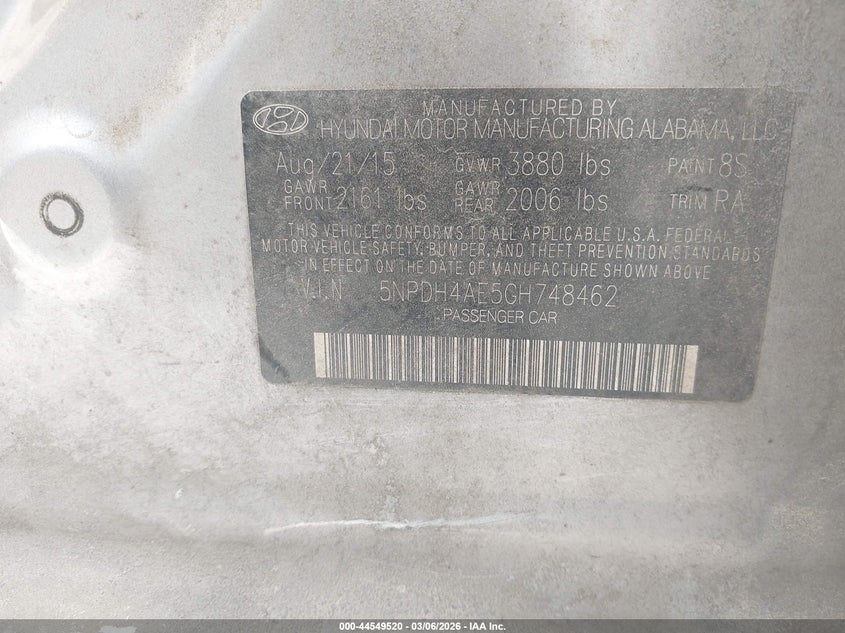 MANUFACTURED BY
HYUNDAI MOTOR MANUFACTURING ALABAMA, LLC
Aug/21/15 GVWR 3880 lbs PAINT 8S
GAWR FRONT 2161 lbs GAWR REAR 2006 lbs TRIM RA
THIS VEHICLE CONFORMS TO ALL APPLICABLE U.S.A. FEDERAL
MOTOR VEHICLE SAFETY, BUMPER, AND THEFT PREVENTION STANDARDS
IN EFFECT ON THE DATE OF MANUFACTURE SHOWN ABOVE
V.I.N 5NPDH4AE5GH748462
PASSENGER CAR
000-44549520 - 03/06/2026 - IAA Inc.